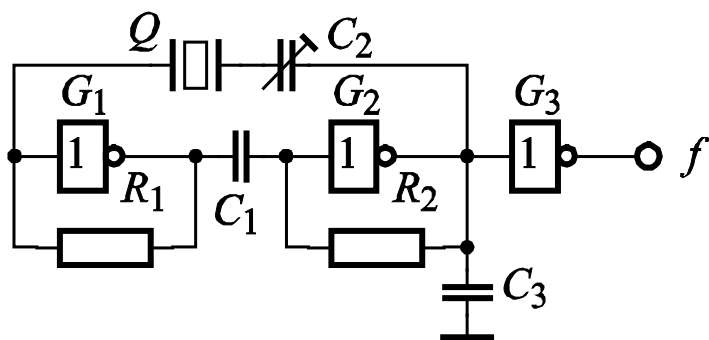 Q C₂
G₁ G₂ G₃
1 1 1 f
R₁ C₁ R₂
C₃